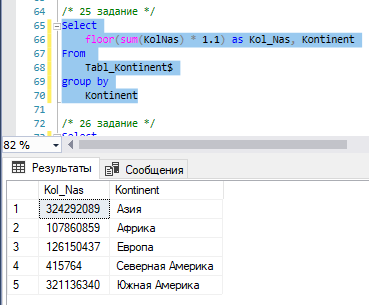 64
/* 25 задание */
65 Select
66 floor(sum(KolNas) * 1.1) as Kol_Nas, Kontinent
67 From
68 Tabl_Kontinent$
69 group by
70 Kontinent
71
72 /* 26 задание */
82 %
Результаты Сообщения
Kol_Nas Kontinent
1 324292089 Азия
2 107860859 Африка
3 126150437 Европа
4 415764 Северная Америка
5 321136340 Южная Америка